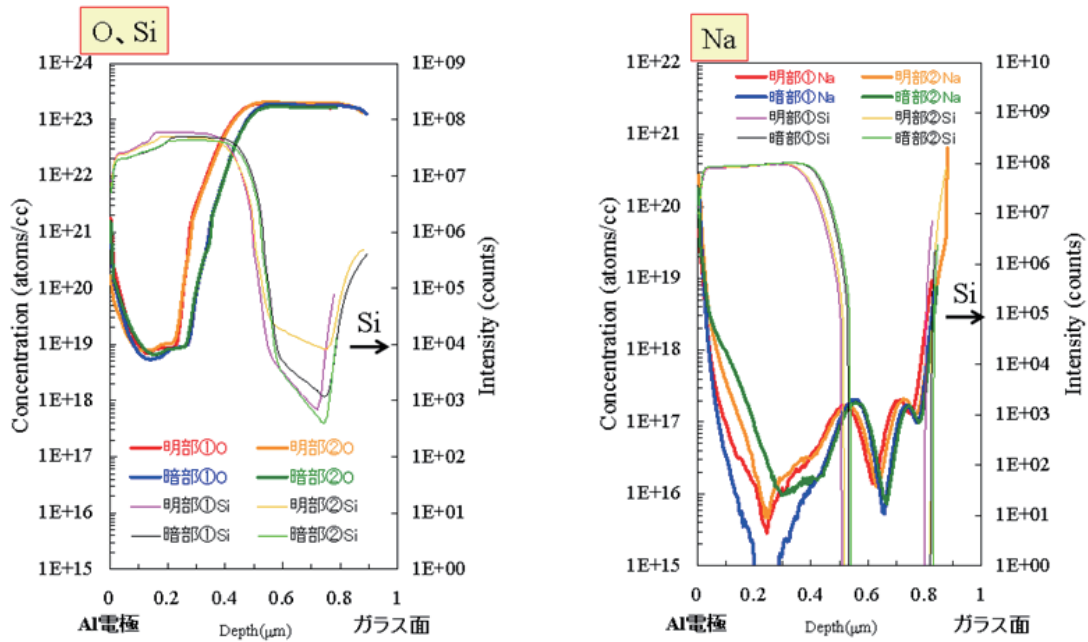 O、Si
1E+24
1E+23
1E+22
1E+21
1E+20
1E+19
1E+18
1E+17
1E+16
1E+15
Concentration (atoms/cc)
1E+09
1E+08
1E+07
1E+06
1E+05
1E+04
1E+03
1E+02
1E+01
1E+00
Intensity (counts)
Si
明部①O
明部②O
暗部①O
暗部②O
明部①Si
明部②Si
暗部①Si
暗部②Si
0 0.2 0.4 0.6 0.8 1
Al電極 Depth(μm) ガラス面
Na
1E+22
1E+21
1E+20
1E+19
1E+18
1E+17
1E+16
1E+15
Concentration (atoms/cc)
1E+10
1E+09
1E+08
1E+07
1E+06
1E+05
1E+04
1E+03
1E+02
1E+01
1E+00
Intensity (counts)
Si
明部①Na
明部②Na
暗部①Na
暗部②Na
明部①Si
明部②Si
暗部①Si
暗部②Si
0 0.2 0.4 0.6 0.8 1
Al電極 Depth(μm) ガラス面